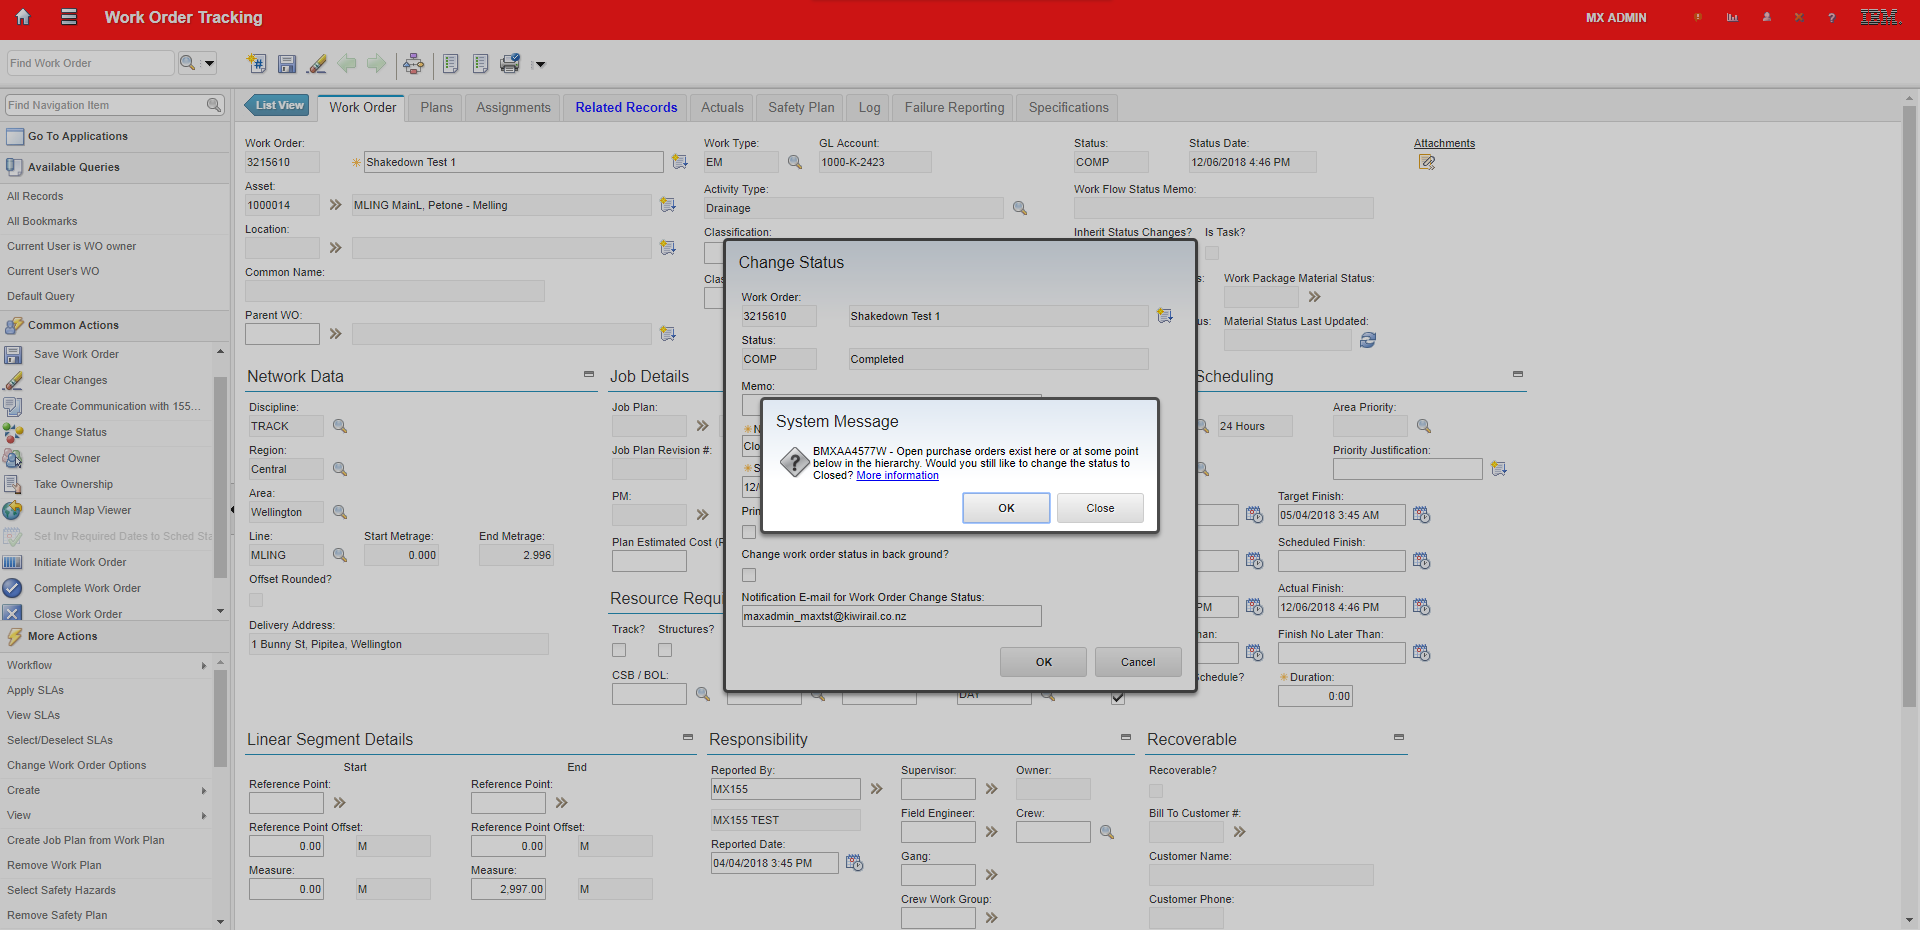 Work Order Tracking
MX ADMIN
?
IBM.
Find Work Order
Find Navigation Item
Go To Applications
Available Queries
All Records
All Bookmarks
Current User is WO owner
Current User's WO
Default Query
Common Actions
Save Work Order
Clear Changes
Create Communication with 155...
Change Status
Select Owner
Take Ownership
Launch Map Viewer
Set Inv Required Dates to Sched Sta
Initiate Work Order
Complete Work Order
Close Work Order
More Actions
Workflow
Apply SLAs
View SLAs
Select/Deselect SLAs
Change Work Order Options
Create
View
Create Job Plan from Work Plan
Remove Work Plan
Select Safety Hazards
Remove Safety Plan
List View
Work Order
Plans
Assignments
Related Records
Actuals
Safety Plan
Log
Failure Reporting
Specifications
Work Order:
3215610
Shakedown Test 1
Work Type:
EM
GL Account:
1000-K-2423
Status:
COMP
Status Date:
12/06/2018 4:46 PM
Attachments
Asset:
1000014
MLING MainL, Petone - Melling
Activity Type:
Drainage
Work Flow Status Memo:
Location:
Classification:
Inherit Status Changes?
Is Task?
Common Name:
Clas
s:
Work Package Material Status:
Parent WO:
us:
Material Status Last Updated:
Network Data
Discipline:
TRACK
Region:
Central
Area:
Wellington
Line:
MLING
Start Metrage:
0.000
End Metrage:
2.996
Offset Rounded?
Delivery Address:
1 Bunny St, Pipitea, Wellington
Job Details
Job Plan:
Job Plan Revision #:
PM:
Plan Estimated Cost (F
Resource Requi
Track?
Structures?
CSB / BOL:
DAY
Scheduling
24 Hours
Area Priority:
Priority Justification:
Target Finish:
05/04/2018 3:45 AM
Scheduled Finish:
Actual Finish:
PM
12/06/2018 4:46 PM
han:
Finish No Later Than:
chedule?
Duration:
0:00
Change Status
Work Order:
3215610
Shakedown Test 1
Status:
COMP
Completed
Memo:
N
Clo
S
12/
Prin
Change work order status in back ground?
Notification E-mail for Work Order Change Status:
maxadmin_maxtst@kiwirail.co.nz
OK
Cancel
System Message
BMXAA4577W - Open purchase orders exist here or at some point
below in the hierarchy. Would you still like to change the status to
Closed? More information
OK
Close
Linear Segment Details
Start
End
Reference Point:
Reference Point:
Reference Point Offset:
0.00
M
Reference Point Offset:
0.00
M
Measure:
0.00
M
Measure:
2,997.00
M
Responsibility
Reported By:
MX155
MX155 TEST
Reported Date:
04/04/2018 3:45 PM
Supervisor:
Owner:
Field Engineer:
Crew:
Gang:
Crew Work Group:
Recoverable
Recoverable?
Bill To Customer #:
Customer Name:
Customer Phone: